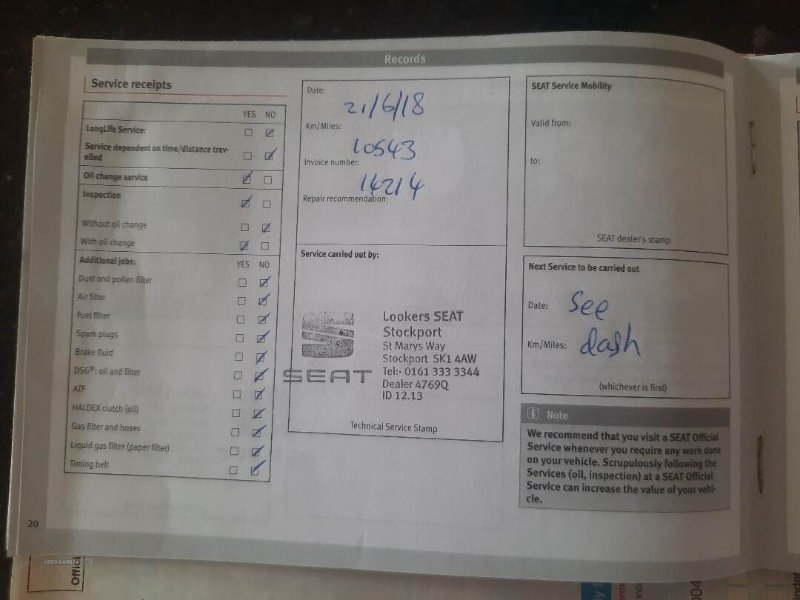 Records
Service receipts
YES NO
LongLife Service:
Service dependent on time/distance trav-
elled
Oil change service
Inspection
Without oil change
With oil change
Additional jobs: YES NO
Dust and pollen filter
Air filter
Fuel filter
Spark plugs
Brake fluid
DSG®: oil and filter
ATF
HALDEX clutch (oil)
Gas filter and hoses
Liquid gas filter (paper filter)
Timing belt
20
Date:
21/6/18
Km/Miles:
10543
Invoice number:
14214
Repair recommendation:
Service carried out by:
SEAT
Lookers SEAT
Stockport
St Marys Way
Stockport SK1 4AW
Tel:- 0161 333 3344
Dealer 4769Q
ID 12.13
Technical Service Stamp
SEAT Service Mobility
Valid from:
to:
SEAT dealer's stamp
Next Service to be carried out
Date: See
Km/Miles: dash
(whichever is first)
i Note
We recommend that you visit a SEAT Official
Service whenever you require any work done
on your vehicle. Scrupulously following the
Services (oil, inspection) at a SEAT Official
Service can increase the value of your vehi-
cle.
Offici
004